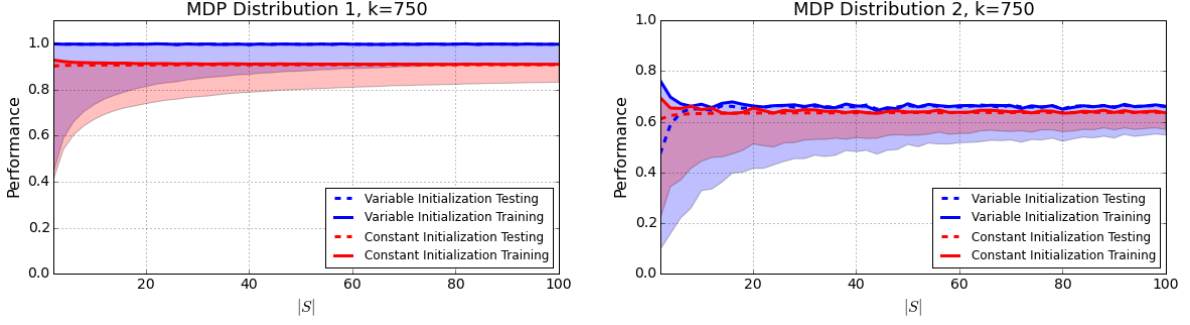 MDP Distribution 1, k=750
Performance
1.0
0.8
0.6
0.4
0.2
0.0
20
40
60
80
100
|S|
Variable Initialization Testing
Variable Initialization Training
Constant Initialization Testing
Constant Initialization Training
MDP Distribution 2, k=750
Performance
1.0
0.8
0.6
0.4
0.2
0.0
20
40
60
80
100
|S|
Variable Initialization Testing
Variable Initialization Training
Constant Initialization Testing
Constant Initialization Training